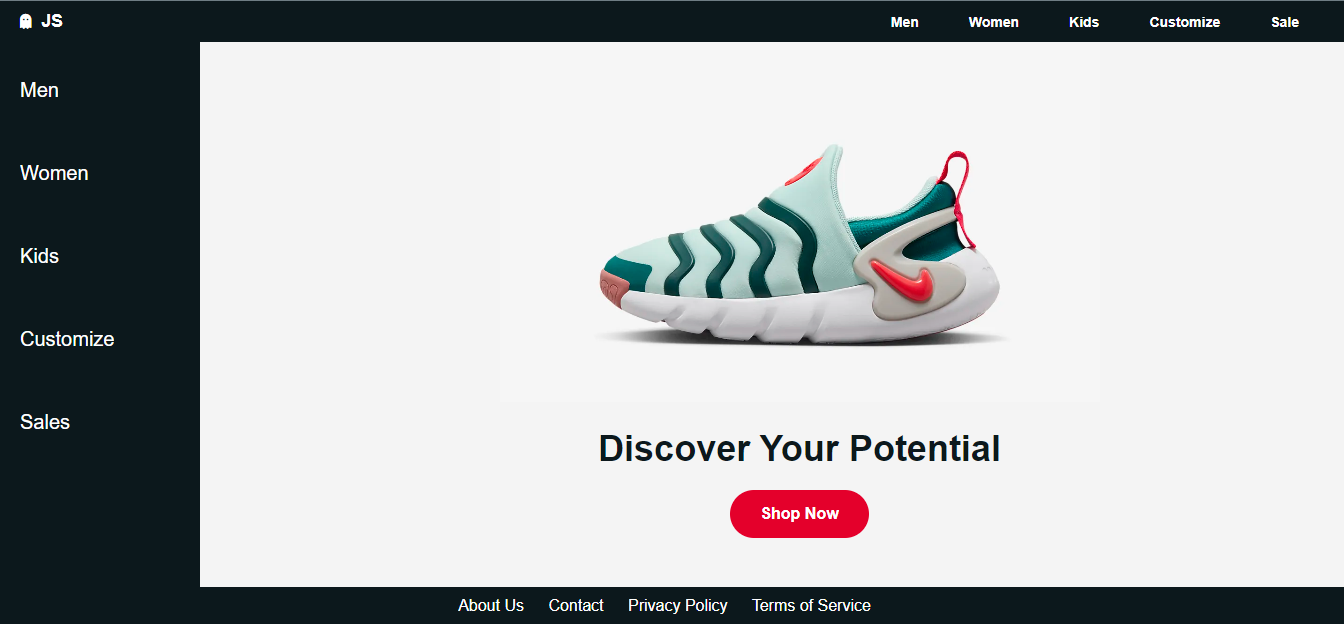 JS
Men Women Kids Customize Sale
Men
Women
Kids
Customize
Sales
Discover Your Potential
Shop Now
About Us Contact Privacy Policy Terms of Service